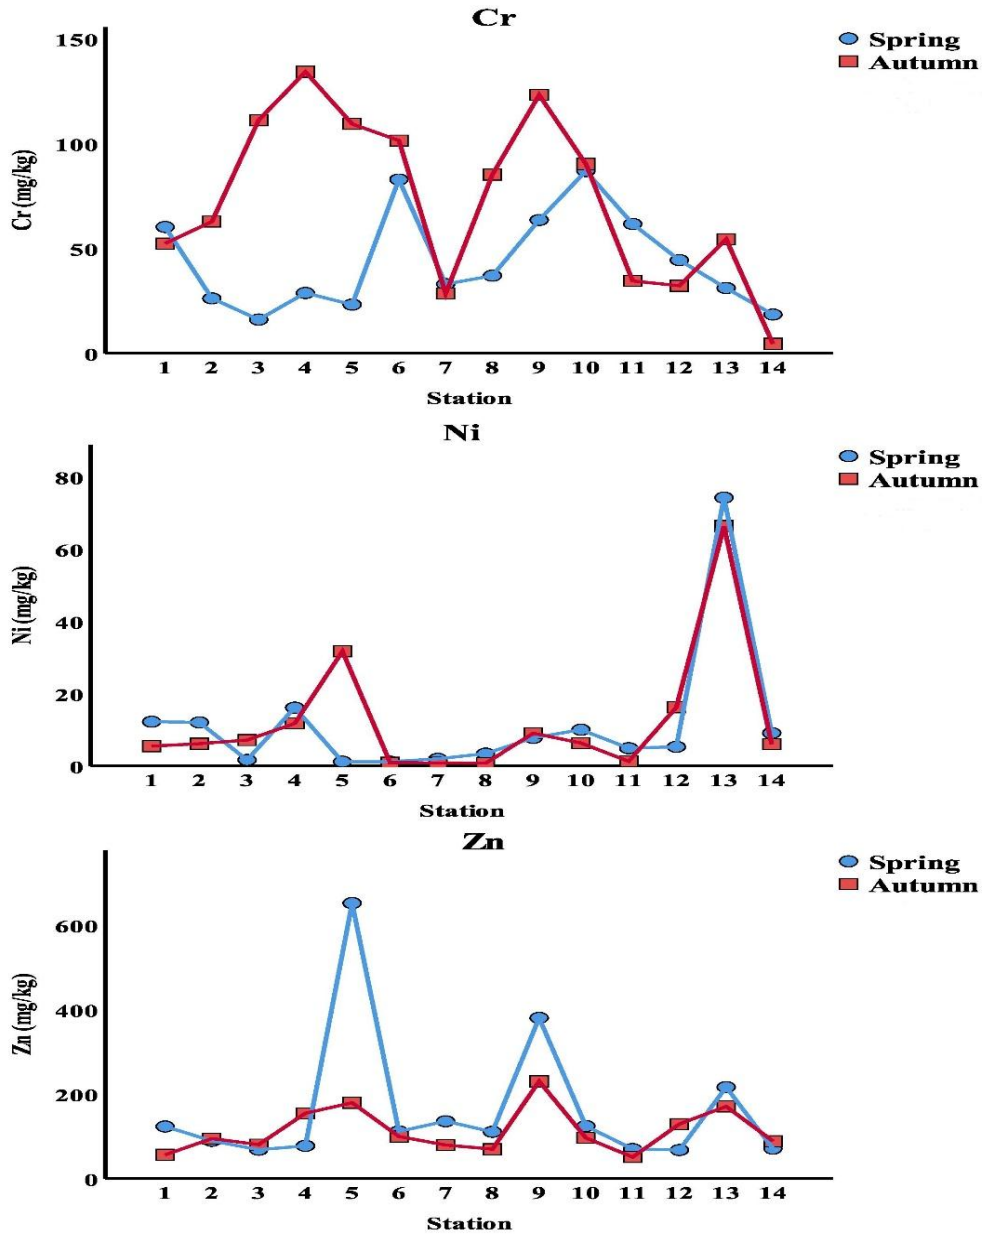 Cr
150
100
50
0
Cr (mg/kg)
Spring
Autumn
1 2 3 4 5 6 7 8 9 10 11 12 13 14
Station
Ni
80
60
40
20
0
Ni (mg/kg)
Spring
Autumn
1 2 3 4 5 6 7 8 9 10 11 12 13 14
Station
Zn
600
400
200
0
Zn (mg/kg)
Spring
Autumn
1 2 3 4 5 6 7 8 9 10 11 12 13 14
Station